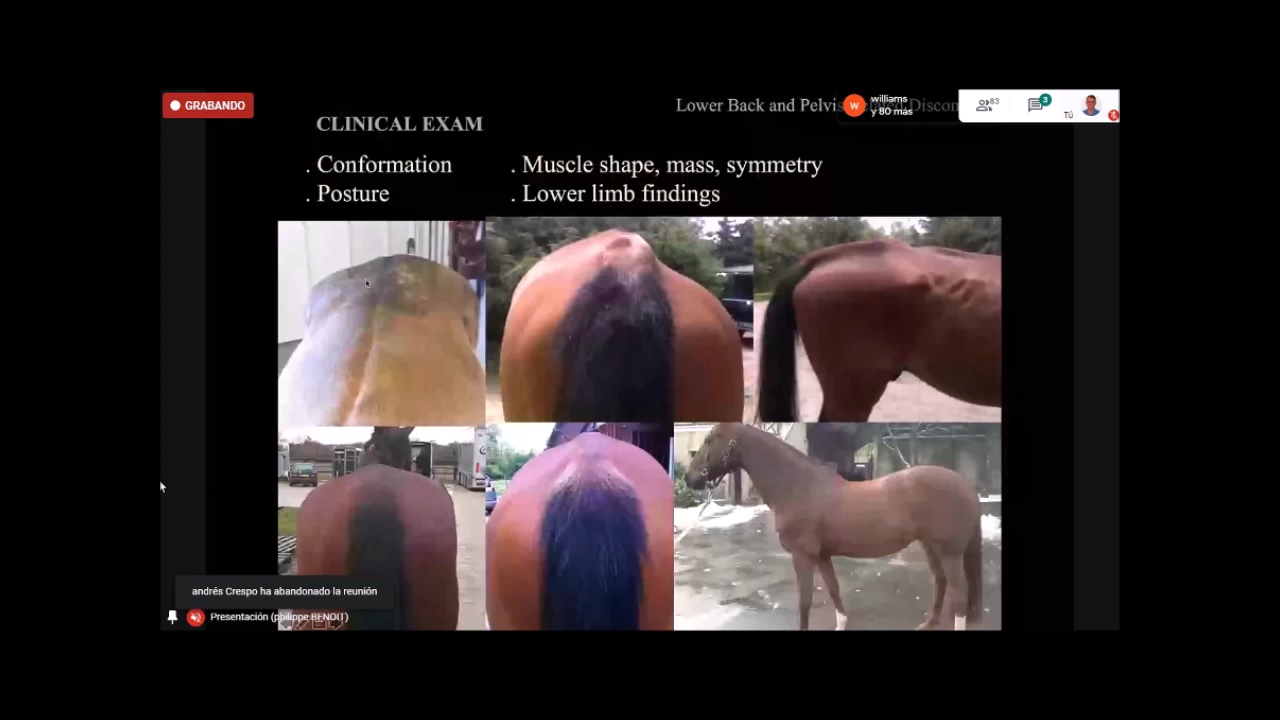 GRABANDO
Lower Back and Pelvis
williams
y 80 más
83
3
Tú
CLINICAL EXAM
. Conformation
. Muscle shape, mass, symmetry
. Posture
. Lower limb findings
andrés Crespo ha abandonado la reunión
Presentación (philippe BENOIT)